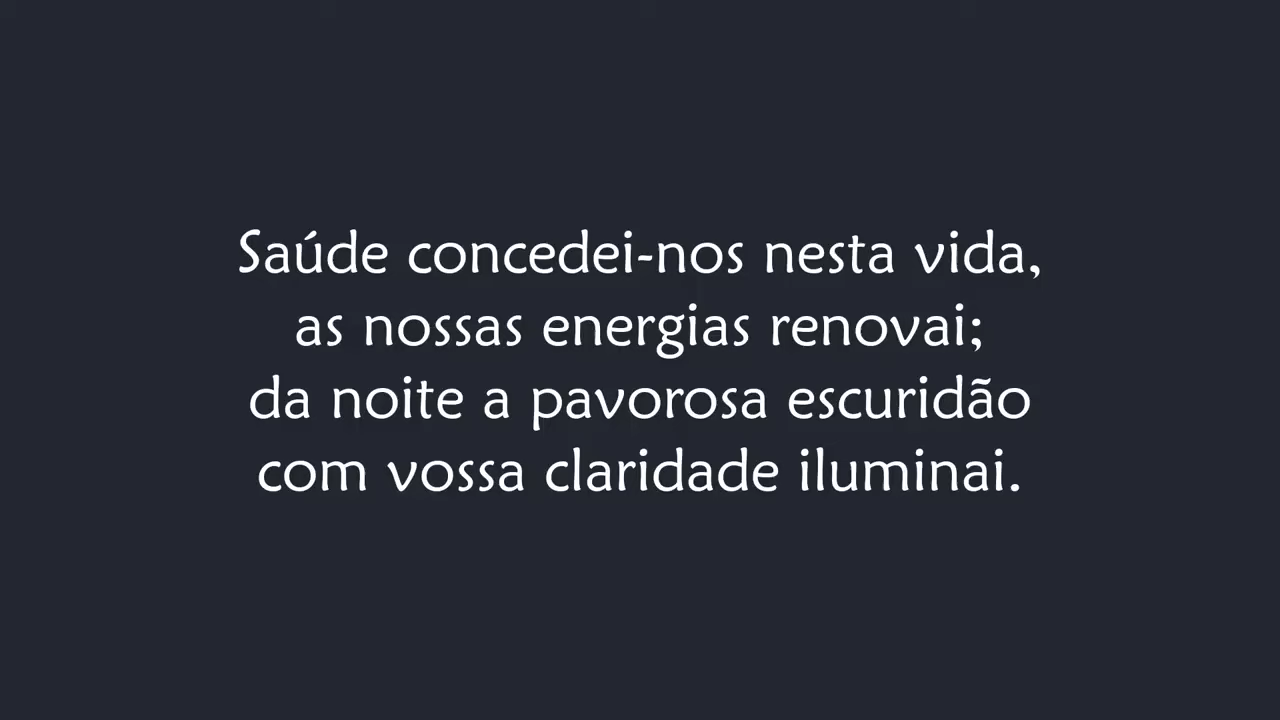 Saúde concedei-nos nesta vida,
as nossas energias renovai;
da noite a pavorosa escuridão
com vossa claridade iluminai.